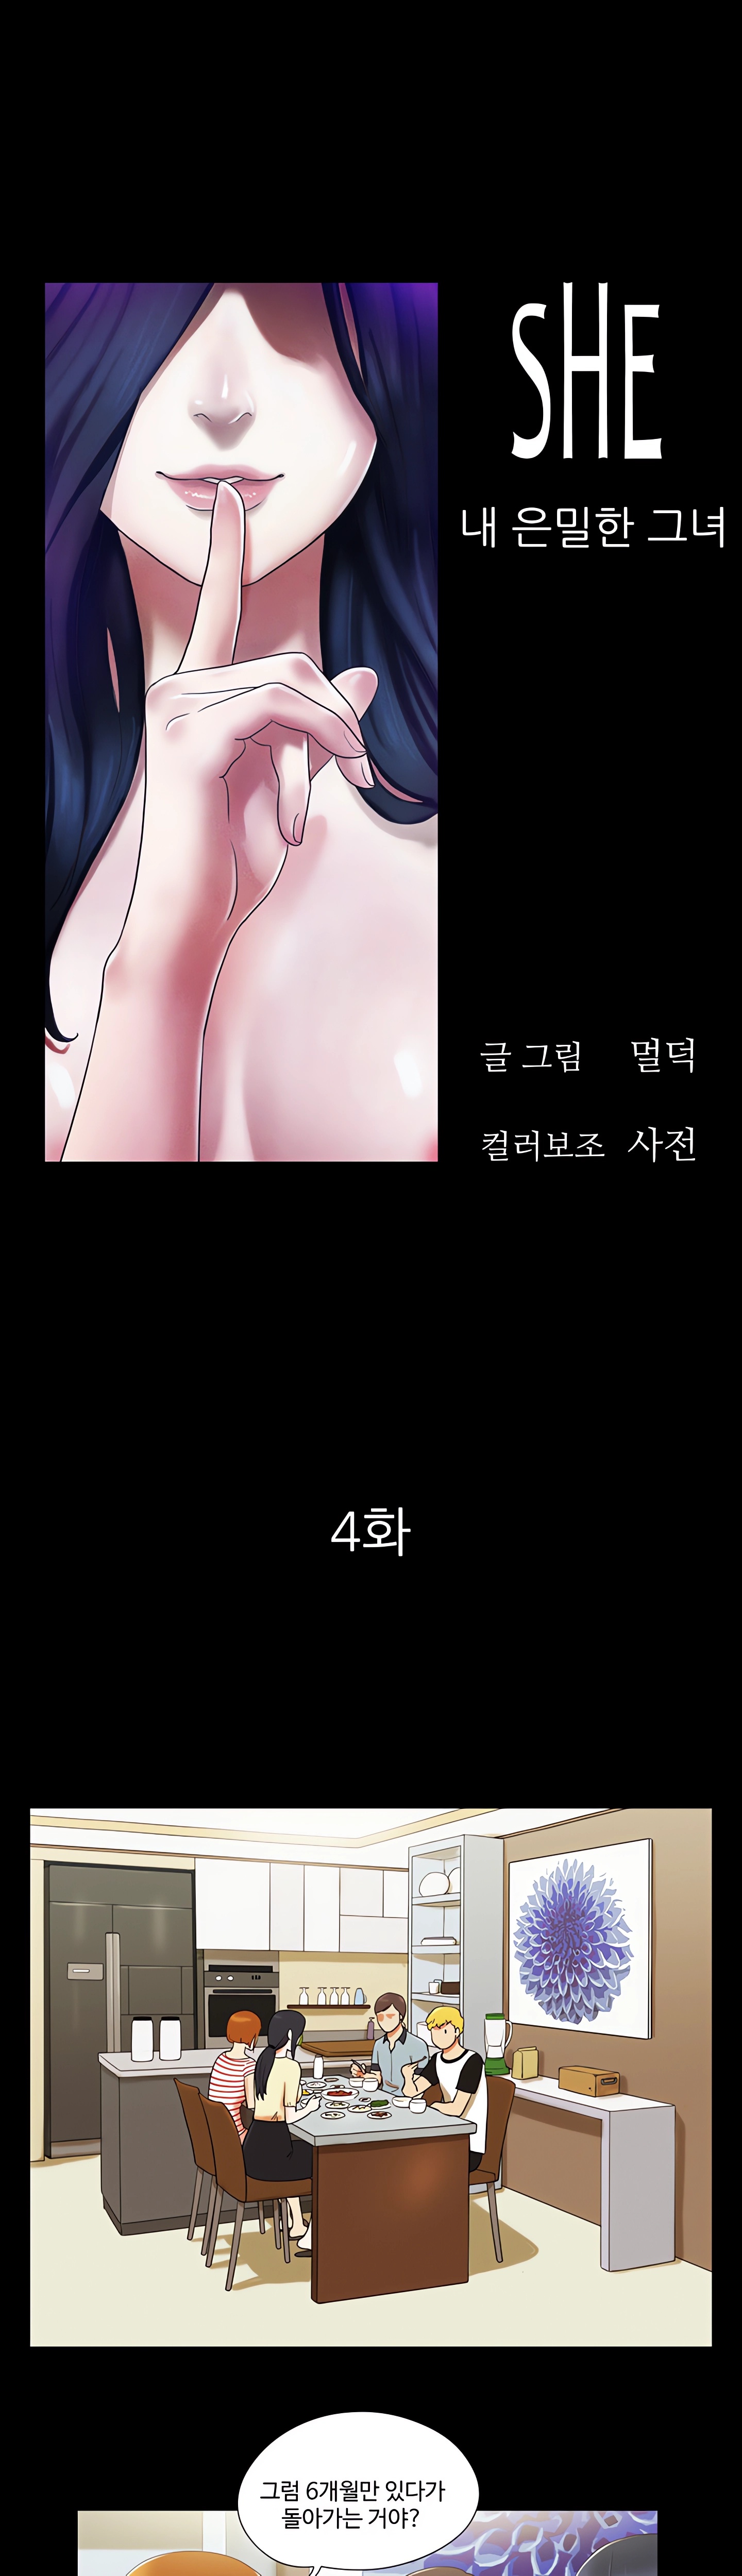 SHE
내 은밀한 그녀
글 그림 멀덕
컬러보조 사전
4화
그럼 6개월만 있다가
돌아가는 거야?